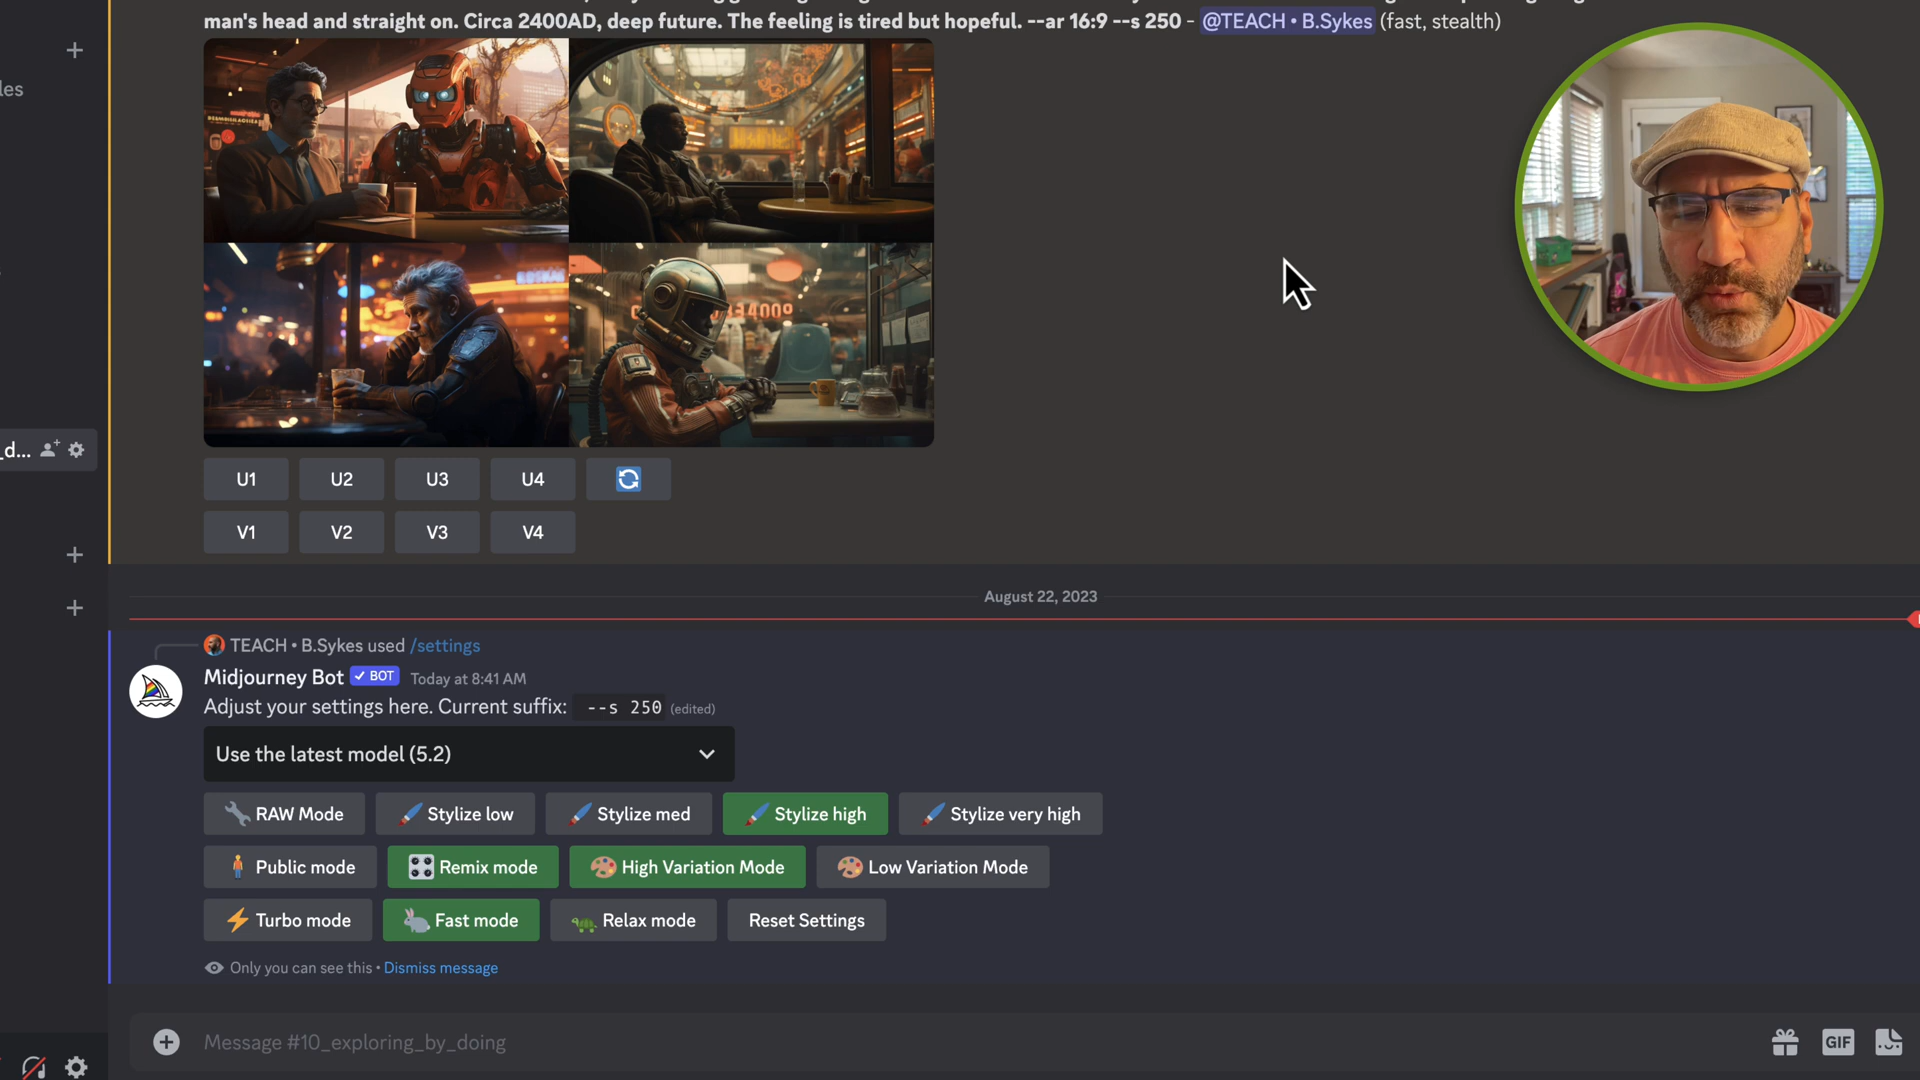 man's head and straight on. Circa 2400AD, deep future. The feeling is tired but hopeful. --ar 16:9 --s 250 - @TEACH • B.Sykes (fast, stealth)
les
_d...
U1 U2 U3 U4
V1 V2 V3 V4
August 22, 2023
TEACH • B.Sykes used /settings
Midjourney Bot ✓ BOT Today at 8:41 AM
Adjust your settings here. Current suffix: --s 250 (edited)
Use the latest model (5.2)
RAW Mode Stylize low Stylize med Stylize high Stylize very high
Public mode Remix mode High Variation Mode Low Variation Mode
Turbo mode Fast mode Relax mode Reset Settings
Only you can see this • Dismiss message
Message #10_exploring_by_doing
GIF